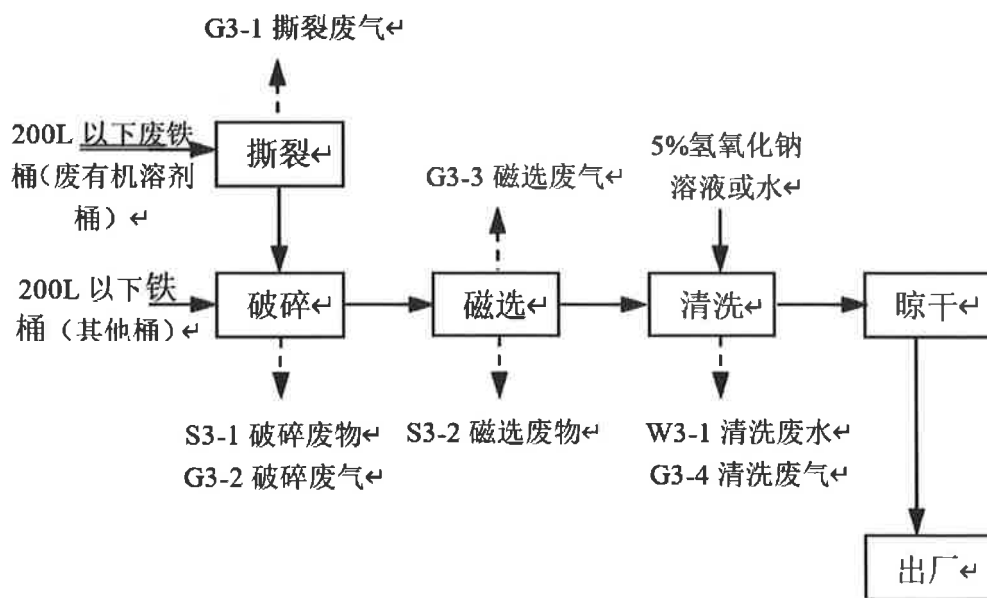 G3-1 撕裂废气↵
200L 以下废铁
桶（废有机溶剂
桶）↵
撕裂↵
G3-3 磁选废气↵
5%氢氧化钠
溶液或水↵
200L 以下铁
桶（其他桶）↵
破碎↵
磁选↵
清洗↵
晾干↵
S3-1 破碎废物↵
G3-2 破碎废气↵
S3-2 磁选废物↵
W3-1 清洗废水↵
G3-4 清洗废气↵
出厂↵